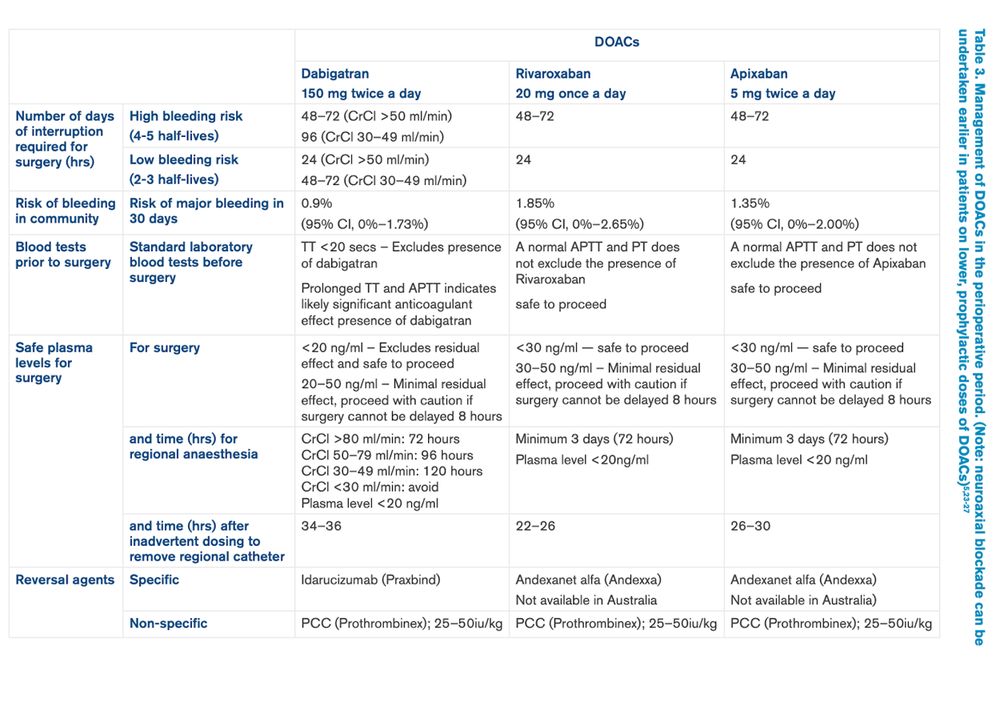 Table 3. Management of DOACs in the perioperative period. (Note: neuroaxial blockade can be
undertaken earlier in patients on lower, prophylactic doses of DOACs)5,23-27
DOACs
Dabigatran
150 mg twice a day
Rivaroxaban
20 mg once a day
Apixaban
5 mg twice a day
Number of days
of interruption
required for
surgery (hrs)
High bleeding risk
(4-5 half-lives)
48–72 (CrCl >50 ml/min)
96 (CrCl 30–49 ml/min)
48–72
48–72
Low bleeding risk
(2-3 half-lives)
24 (CrCl >50 ml/min)
48–72 (CrCl 30–49 ml/min)
24
24
Risk of bleeding
in community
Risk of major bleeding in
30 days
0.9%
(95% CI, 0%–1.73%)
1.85%
(95% CI, 0%–2.65%)
1.35%
(95% CI, 0%–2.00%)
Blood tests
prior to surgery
Standard laboratory
blood tests before
surgery
TT <20 secs – Excludes presence
of dabigatran
Prolonged TT and APTT indicates
likely significant anticoagulant
effect presence of dabigatran
A normal APTT and PT does
not exclude the presence of
Rivaroxaban
safe to proceed
A normal APTT and PT does not
exclude the presence of Apixaban
safe to proceed
Safe plasma
levels for
surgery
For surgery
<20 ng/ml – Excludes residual
effect and safe to proceed
20–50 ng/ml – Minimal residual
effect, proceed with caution if
surgery cannot be delayed 8 hours
<30 ng/ml — safe to proceed
30–50 ng/ml – Minimal residual
effect, proceed with caution if
surgery cannot be delayed 8 hours
<30 ng/ml — safe to proceed
30–50 ng/ml – Minimal residual
effect, proceed with caution if
surgery cannot be delayed 8 hours
and time (hrs) for
regional anaesthesia
CrCl >80 ml/min: 72 hours
CrCl 50–79 ml/min: 96 hours
CrCl 30–49 ml/min: 120 hours
CrCl <30 ml/min: avoid
Plasma level <20 ng/ml
Minimum 3 days (72 hours)
Plasma level <20ng/ml
Minimum 3 days (72 hours)
Plasma level <20 ng/ml
and time (hrs) after
inadvertent dosing to
remove regional catheter
34–36
22–26
26–30
Reversal agents
Specific
Idarucizumab (Praxbind)
Andexanet alfa (Andexxa)
Not available in Australia
Andexanet alfa (Andexxa)
Not available in Australia)
Non-specific
PCC (Prothrombinex); 25–50iu/kg
PCC (Prothrombinex); 25–50iu/kg
PCC (Prothrombinex); 25–50iu/kg